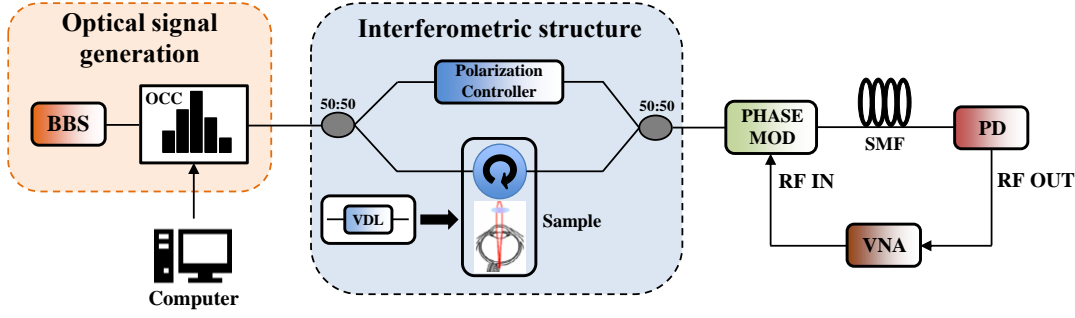 Optical signal
generation
BBS
OCC
Computer
Interferometric structure
50:50
Polarization
Controller
50:50
VDL
Sample
PHASE
MOD
SMF
PD
RF IN
RF OUT
VNA